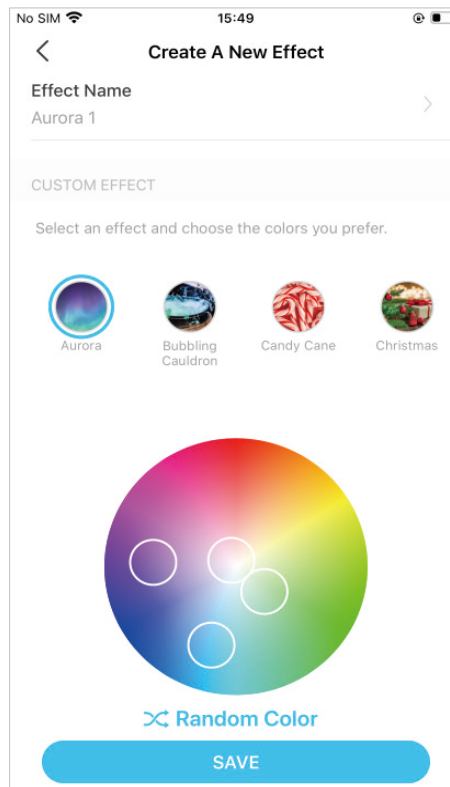 No SIM 15:49
Create A New Effect
Effect Name
Aurora 1
CUSTOM EFFECT
Select an effect and choose the colors you prefer.
Aurora
Bubbling
Cauldron
Candy Cane
Christmas
Random Color
SAVE